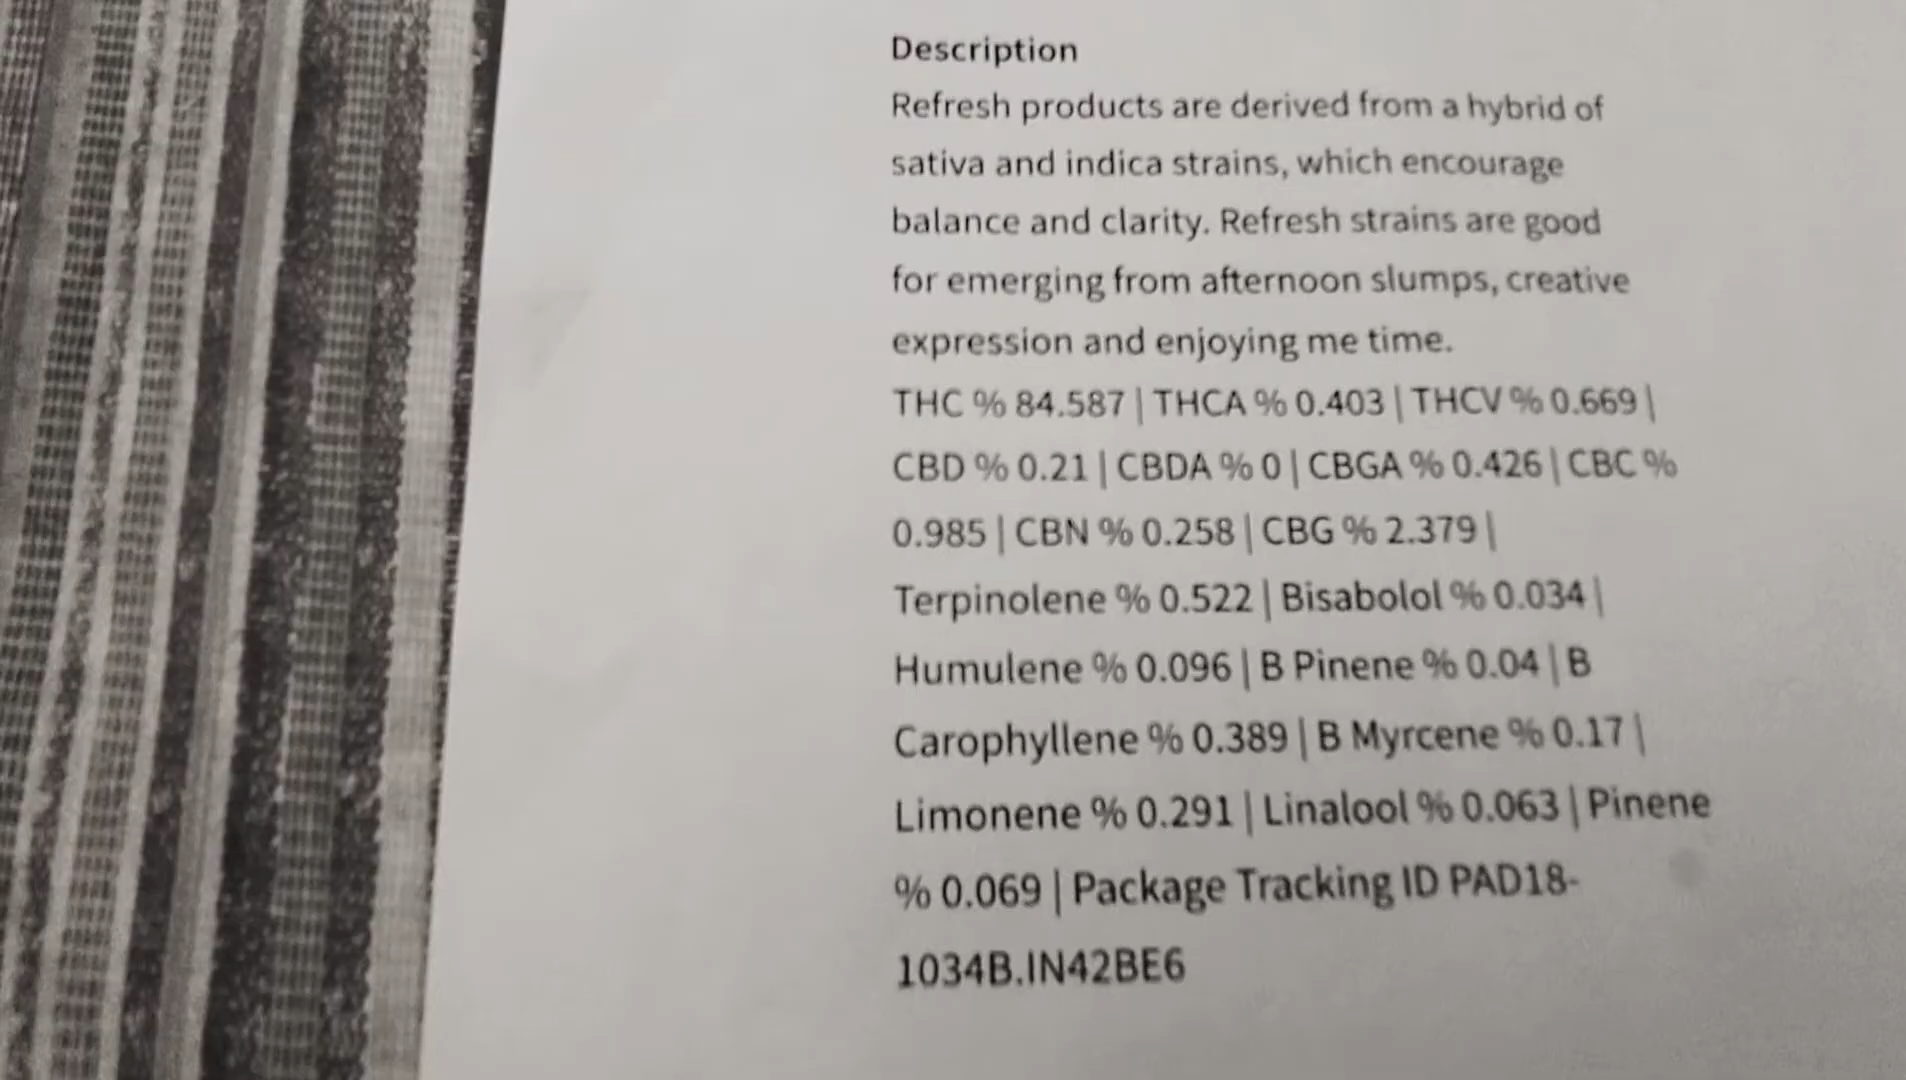 Description
Refresh products are derived from a hybrid of
sativa and indica strains, which encourage
balance and clarity. Refresh strains are good
for emerging from afternoon slumps, creative
expression and enjoying me time.
THC % 84.587 | THCA % 0.403 | THCV % 0.669 |
CBD % 0.21 | CBDA % 0 | CBGA % 0.426 | CBC %
0.985 | CBN % 0.258 | CBG % 2.379 |
Terpinolene % 0.522 | Bisabolol % 0.034 |
Humulene % 0.096 | B Pinene % 0.04 | B
Carophyllene % 0.389 | B Myrcene % 0.17 |
Limonene % 0.291 | Linalool % 0.063 | Pinene
% 0.069 | Package Tracking ID PAD18-
1034B.IN42BE6